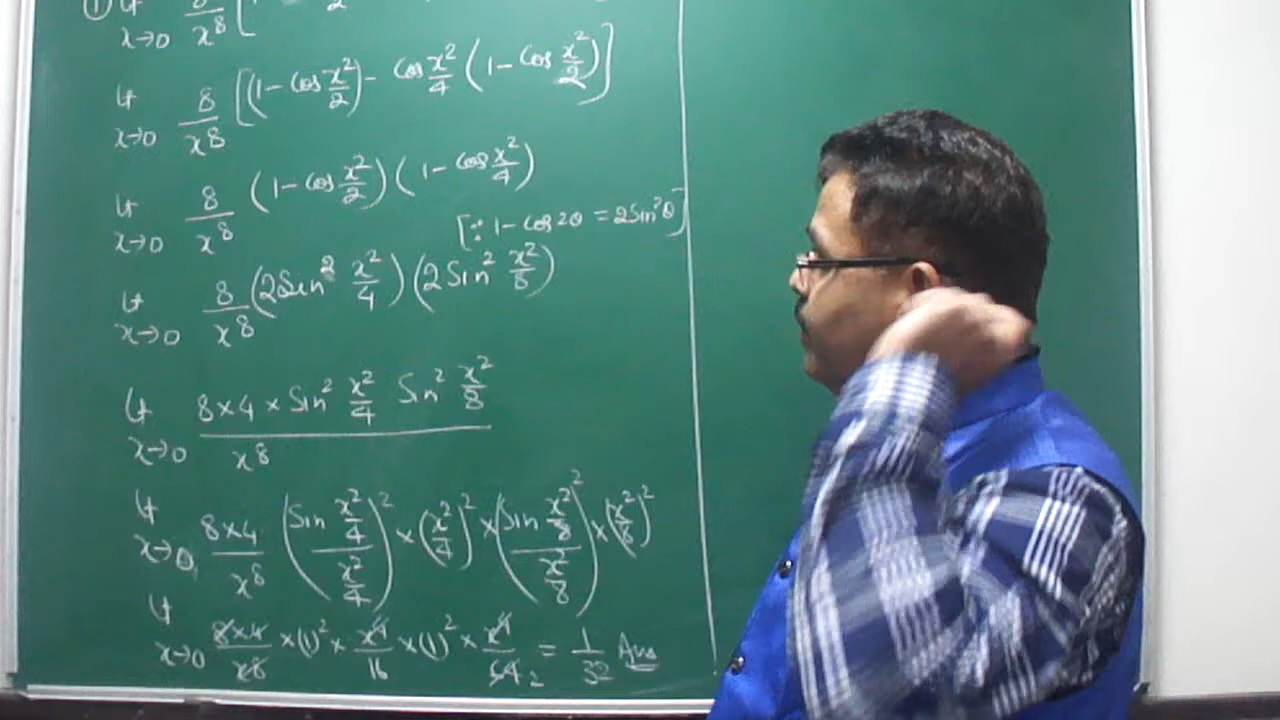 ① Lt x→0 8/x⁸ [1 - 2
Lt x→0 8/x⁸ [(1-cos x²/2) - cos x²/4 (1-cos x²/2)]
Lt x→0 8/x⁸ (1-cos x²/2)(1-cos x²/4)
[∵ 1-cos2θ = 2Sin²θ]
Lt x→0 8/x⁸ (2Sin² x²/4)(2Sin² x²/8)
Lt x→0 8×4×Sin² x²/4 Sin² x²/8 / x⁸
Lt x→0 8×4/x⁸ (Sin x²/4 / x²/4)² × (x²/4)² × (Sin x²/8 / x²/8)² × (x²/8)²
Lt x→0 8×4/x⁸ × (1)² × x⁴/16 × (1)² × x⁴/64 2 = 1/32 Ans